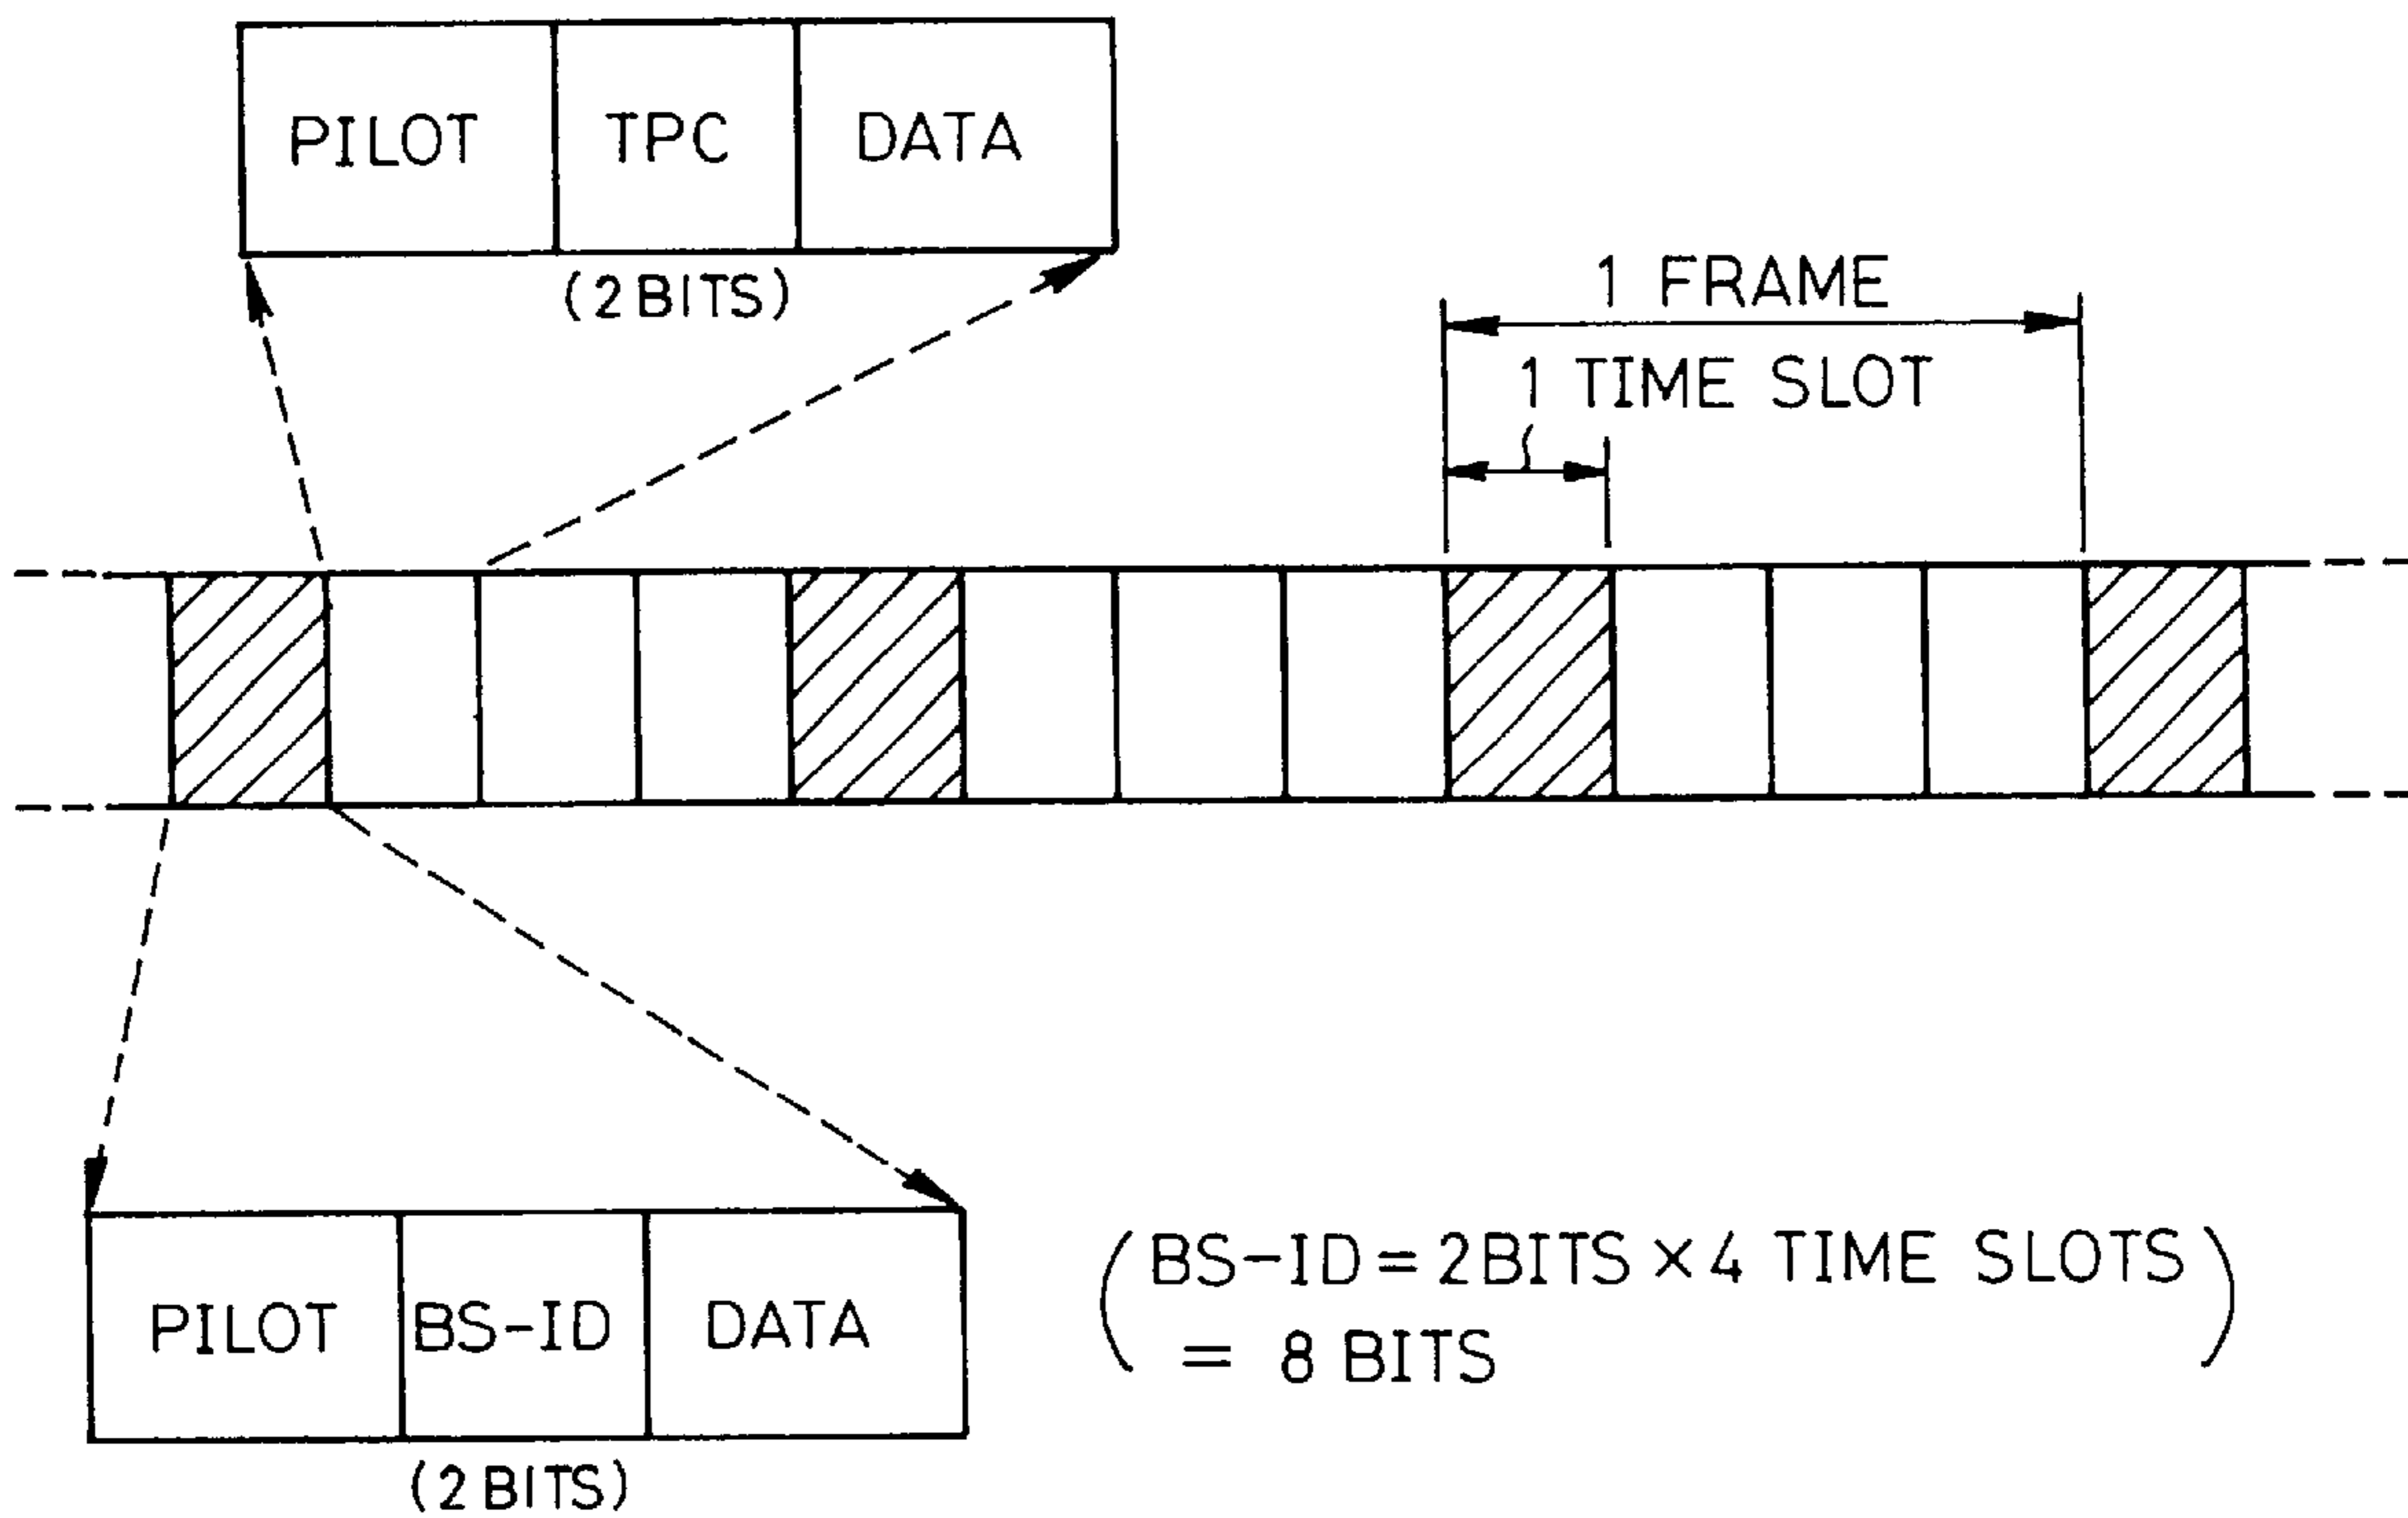 PILOT TPC DATA
(2 BITS)
1 FRAME
1 TIME SLOT
PILOT BS-ID DATA
(2 BITS)
(BS-ID = 2 BITS × 4 TIME SLOTS
= 8 BITS)